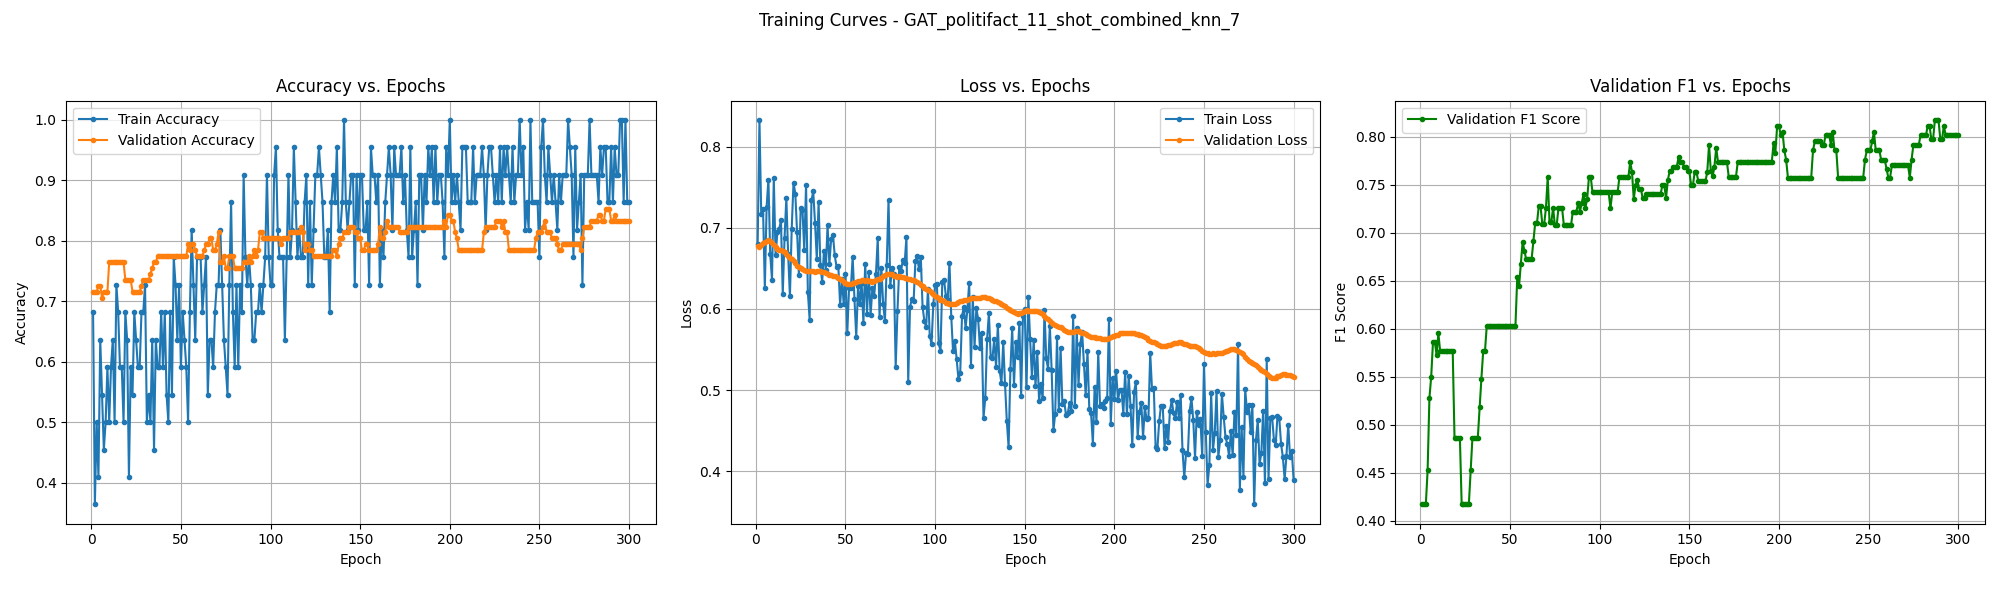 Training Curves - GAT_politifact_11_shot_combined_knn_7
Accuracy vs. Epochs
Train Accuracy
Validation Accuracy
Accuracy
1.0
0.9
0.8
0.7
0.6
0.5
0.4
0 50 100 150 200 250 300
Epoch
Loss vs. Epochs
Train Loss
Validation Loss
Loss
0.8
0.7
0.6
0.5
0.4
0 50 100 150 200 250 300
Epoch
Validation F1 vs. Epochs
Validation F1 Score
F1 Score
0.80
0.75
0.70
0.65
0.60
0.55
0.50
0.45
0.40
0 50 100 150 200 250 300
Epoch